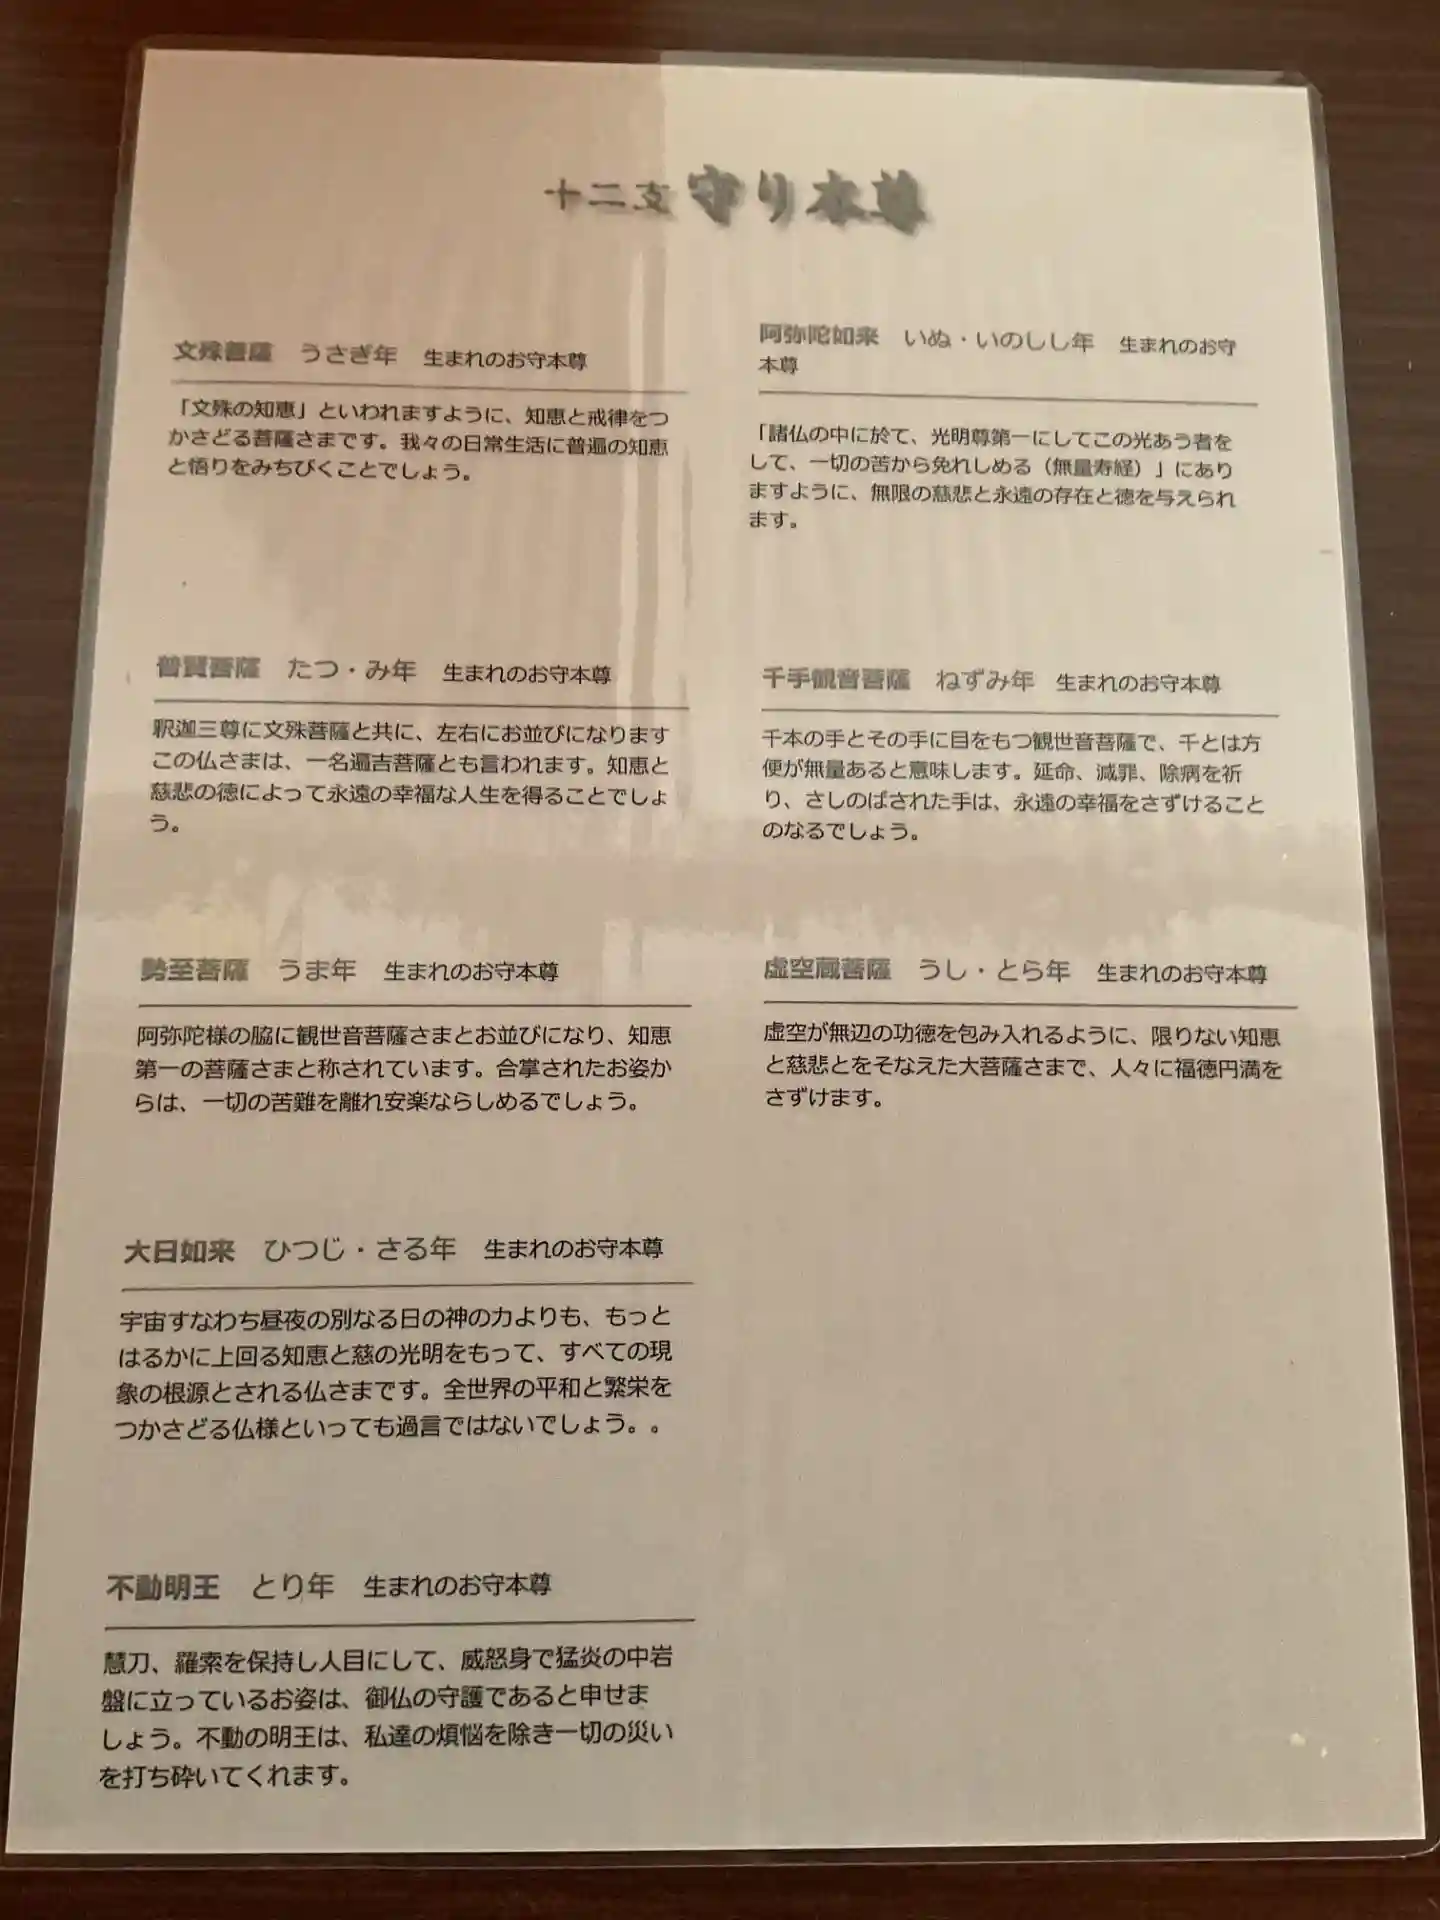 十二支 守り本尊
文殊菩薩 うさぎ年 生まれのお守本尊
「文殊の知恵」といわれますように、知恵と戒律をつ
かさどる菩薩さまです。我々の日常生活に普遍の知恵
と悟りをみちびくことでしょう。
普賢菩薩 たつ・み年 生まれのお守本尊
釈迦三尊に文殊菩薩と共に、左右にお並びになります
この仏さまは、一名遍吉菩薩とも言われます。知恵と
慈悲の徳によって永遠の幸福な人生を得ることでしょ
う。
勢至菩薩 うま年 生まれのお守本尊
阿弥陀様の脇に観世音菩薩さまとお並びになり、知恵
第一の菩薩さまと称されています。合掌されたお姿か
らは、一切の苦難を離れ安楽ならしめるでしょう。
大日如来 ひつじ・さる年 生まれのお守本尊
宇宙すなわち昼夜の別なる日の神の力よりも、もっと
はるかに上回る知恵と慈の光明をもって、すべての現
象の根源とされる仏さまです。全世界の平和と繁栄を
つかさどる仏様といっても過言ではないでしょう。。
不動明王 とり年 生まれのお守本尊
慧刀、羅索を保持し人目にして、威怒身で猛炎の中岩
盤に立っているお姿は、御仏の守護であると申せま
しょう。不動の明王は、私達の煩悩を除き一切の災い
を打ち砕いてくれます。
阿弥陀如来 いぬ・いのしし年 生まれのお守
本尊
「諸仏の中に於て、光明尊第一にしてこの光あう者を
して、一切の苦から免れしめる（無量寿経）」にあり
ますように、無限の慈悲と永遠の存在と徳を与えられ
ます。
千手観音菩薩 ねずみ年 生まれのお守本尊
千本の手とその手に目をもつ観世音菩薩で、千とは方
便が無量あると意味します。延命、滅罪、除病を祈
り、さしのばされた手は、永遠の幸福をさずけること
のなるでしょう。
虚空蔵菩薩 うし・とら年 生まれのお守本尊
虚空が無辺の功徳を包み入れるように、限りない知恵
と慈悲とをそなえた大菩薩さまで、人々に福徳円満を
さずけます。